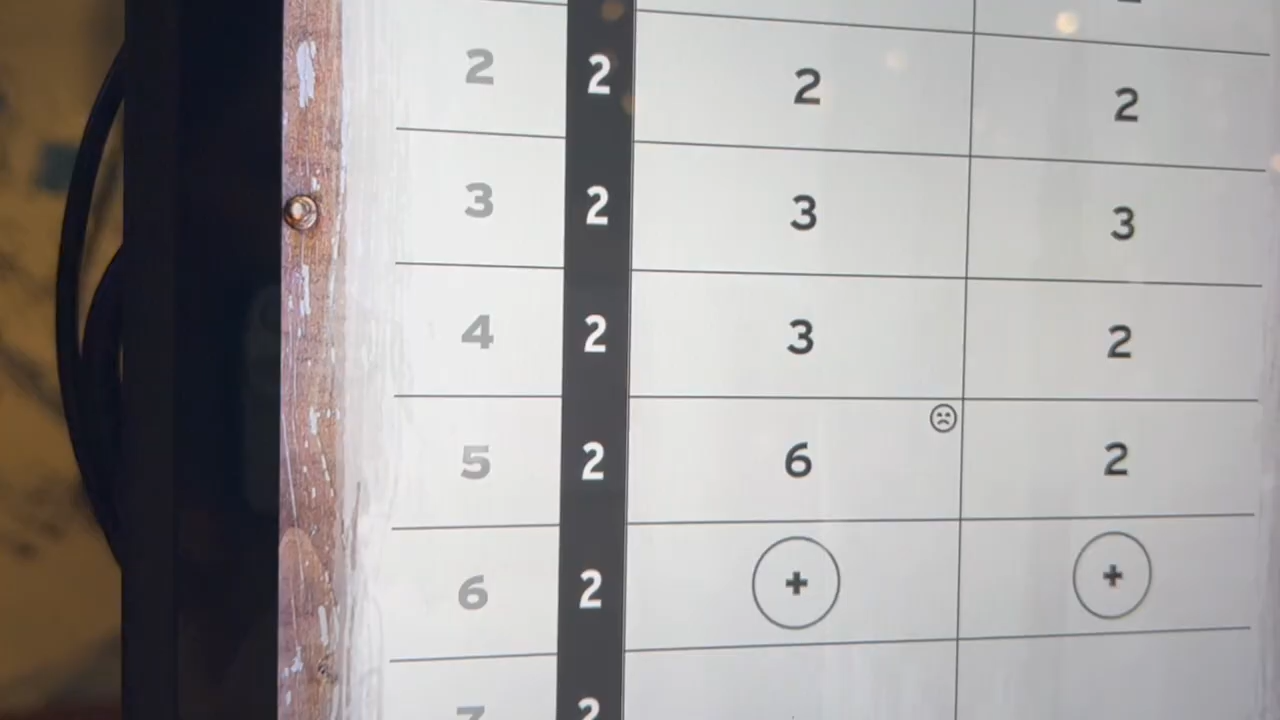 2 2 2 2
3 2 3 3
4 2 3 2
5 2 6 2
6 2 + +
2